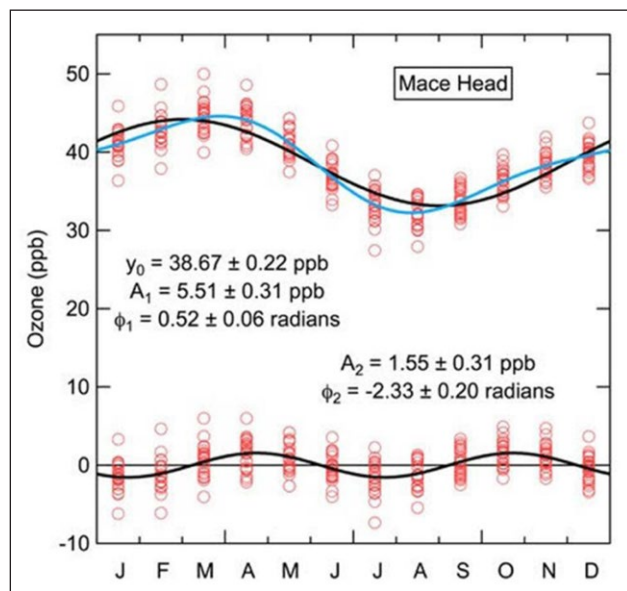 Mace Head
50
40
30
20
10
0
-10
Ozone (ppb)
y₀ = 38.67 ± 0.22 ppb
A₁ = 5.51 ± 0.31 ppb
ϕ₁ = 0.52 ± 0.06 radians
A₂ = 1.55 ± 0.31 ppb
ϕ₂ = -2.33 ± 0.20 radians
J F M A M J J A S O N D